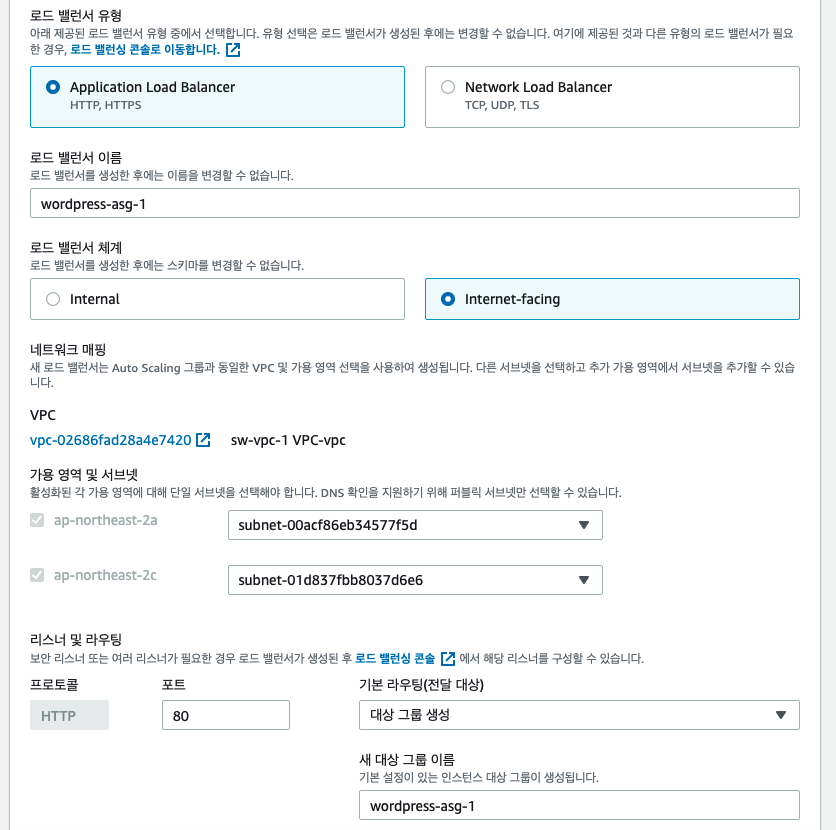 로드 밸런서 유형
아래 제공된 로드 밸런서 유형 중에서 선택합니다. 유형 선택은 로드 밸런서가 생성된 후에는 변경할 수 없습니다. 여기에 제공된 것과 다른 유형의 로드 밸런서가 필요
한 경우, 로드 밸런싱 콘솔로 이동합니다.
Application Load Balancer
HTTP, HTTPS
Network Load Balancer
TCP, UDP, TLS
로드 밸런서 이름
로드 밸런서를 생성한 후에는 이름을 변경할 수 없습니다.
wordpress-asg-1
로드 밸런서 체계
로드 밸런서를 생성한 후에는 스키마를 변경할 수 없습니다.
Internal
Internet-facing
네트워크 매핑
새 로드 밸런서는 Auto Scaling 그룹과 동일한 VPC 및 가용 영역 선택을 사용하여 생성됩니다. 다른 서브넷을 선택하고 추가 가용 영역에서 서브넷을 추가할 수 있습
니다.
VPC
vpc-02686fad28a4e7420 sw-vpc-1 VPC-vpc
가용 영역 및 서브넷
활성화된 각 가용 영역에 대해 단일 서브넷을 선택해야 합니다. DNS 확인을 지원하기 위해 퍼블릭 서브넷만 선택할 수 있습니다.
ap-northeast-2a subnet-00acf86eb34577f5d
ap-northeast-2c subnet-01d837fbb8037d6e6
리스너 및 라우팅
보안 리스너 또는 여러 리스너가 필요한 경우 로드 밸런서가 생성된 후 로드 밸런싱 콘솔 에서 해당 리스너를 구성할 수 있습니다.
프로토콜 포트 기본 라우팅(전달 대상)
HTTP 80 대상 그룹 생성
새 대상 그룹 이름
기본 설정이 있는 인스턴스 대상 그룹이 생성됩니다.
wordpress-asg-1